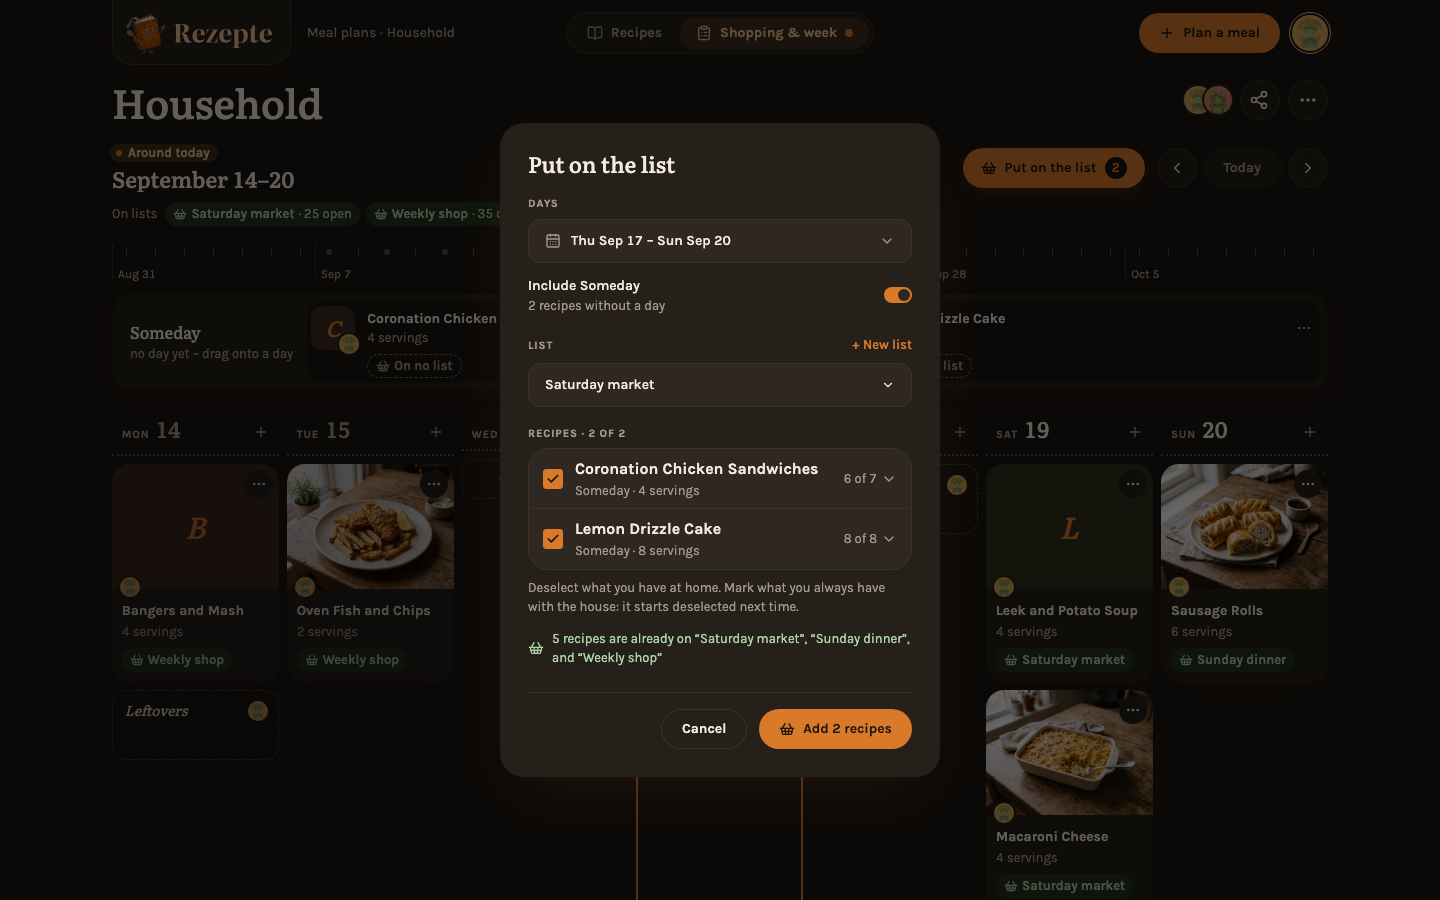 Rezepte
Meal plans · Household
Recipes
Shopping & week
Plan a meal
Household
Around today
September 14–20
Put on the list 2
Today
On lists
Saturday market · 25 open
Weekly shop · 35
Aug 31
Sep 7
28
Oct 5
Someday
no day yet – drag onto a day
C
Coronation Chicken
4 servings
On no list
Cake
list
MON 14
TUE 15
WED
SAT 19
SUN 20
B
Bangers and Mash
4 servings
Weekly shop
Leftovers
Oven Fish and Chips
2 servings
Weekly shop
L
Leek and Potato Soup
4 servings
Saturday market
Macaroni Cheese
4 servings
Saturday market
Sausage Rolls
6 servings
Sunday dinner
Put on the list
DAYS
Thu Sep 17 – Sun Sep 20
Include Someday
2 recipes without a day
LIST
+ New list
Saturday market
RECIPES · 2 OF 2
Coronation Chicken Sandwiches
Someday · 4 servings
6 of 7
Lemon Drizzle Cake
Someday · 8 servings
8 of 8
Deselect what you have at home. Mark what you always have
with the house: it starts deselected next time.
5 recipes are already on “Saturday market”, “Sunday dinner”,
and “Weekly shop”
Cancel
Add 2 recipes